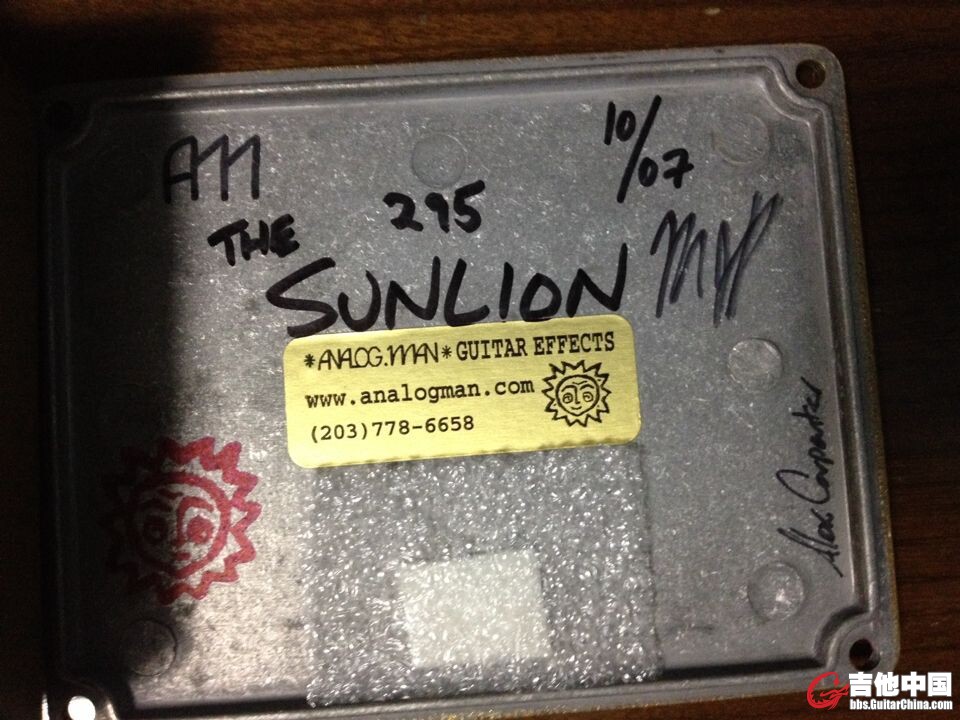 AM
10/07
295
THE
SUNLION
*ANALOG.MAN*GUITAR EFFECTS
www.analogman.com
(203)778-6658
Alex Carpenter
吉他中国
bbs.GuitarChina.com